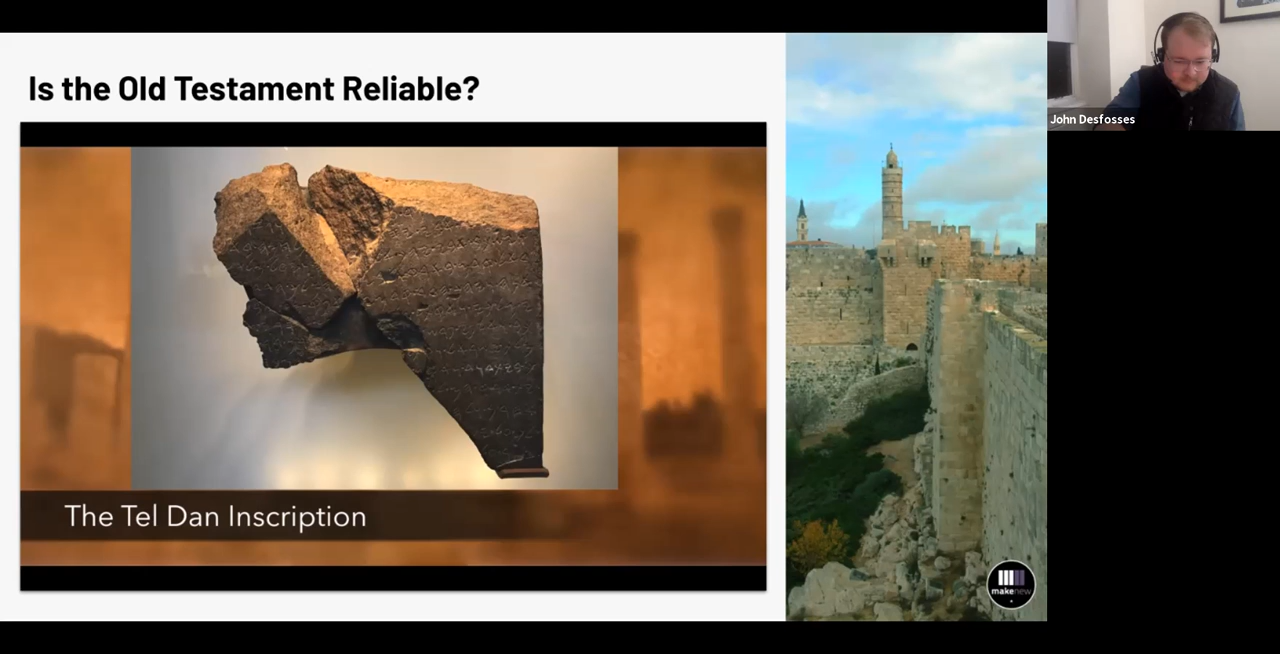 Is the Old Testament Reliable?
John Desfosses
The Tel Dan Inscription
makenew